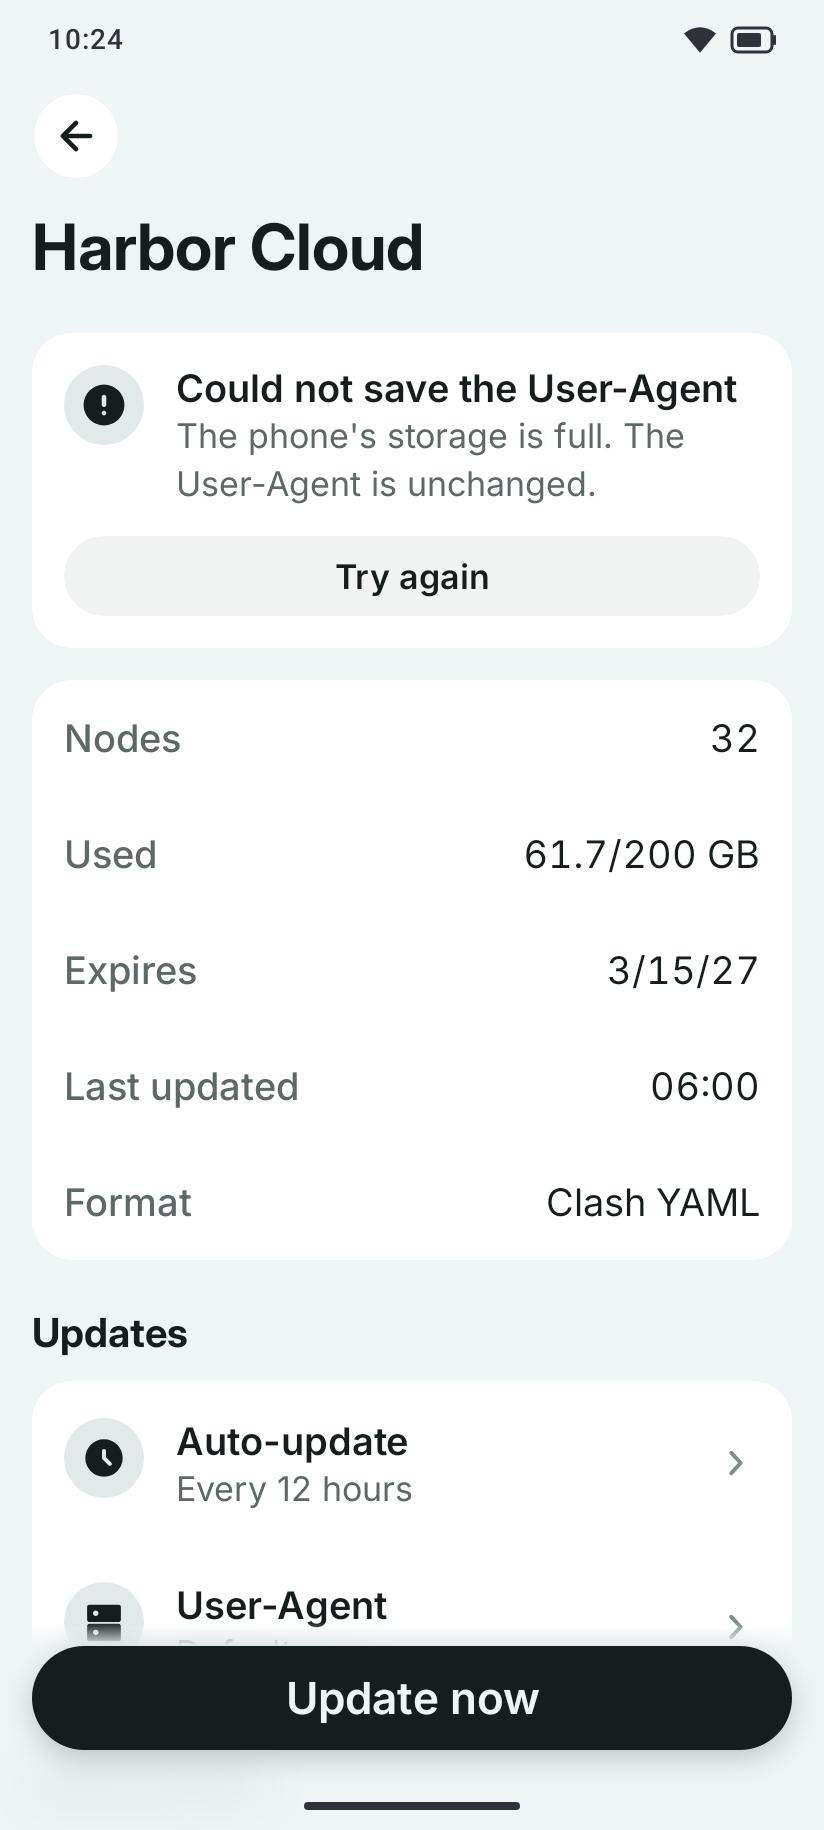 10:24
Harbor Cloud
Could not save the User-Agent
The phone's storage is full. The
User-Agent is unchanged.
Try again
Nodes 32
Used 61.7/200 GB
Expires 3/15/27
Last updated 06:00
Format Clash YAML
Updates
Auto-update
Every 12 hours
User-Agent
Update now